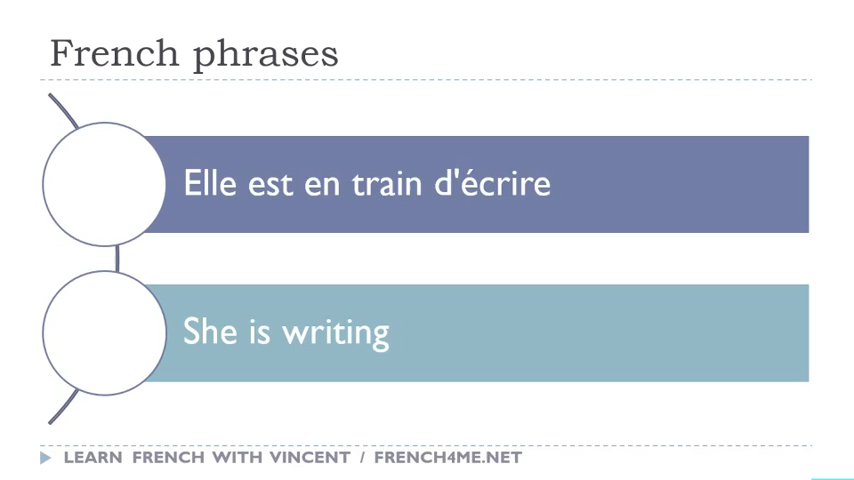 French phrases
Elle est en train d'écrire
She is writing
LEARN FRENCH WITH VINCENT / FRENCH4ME.NET